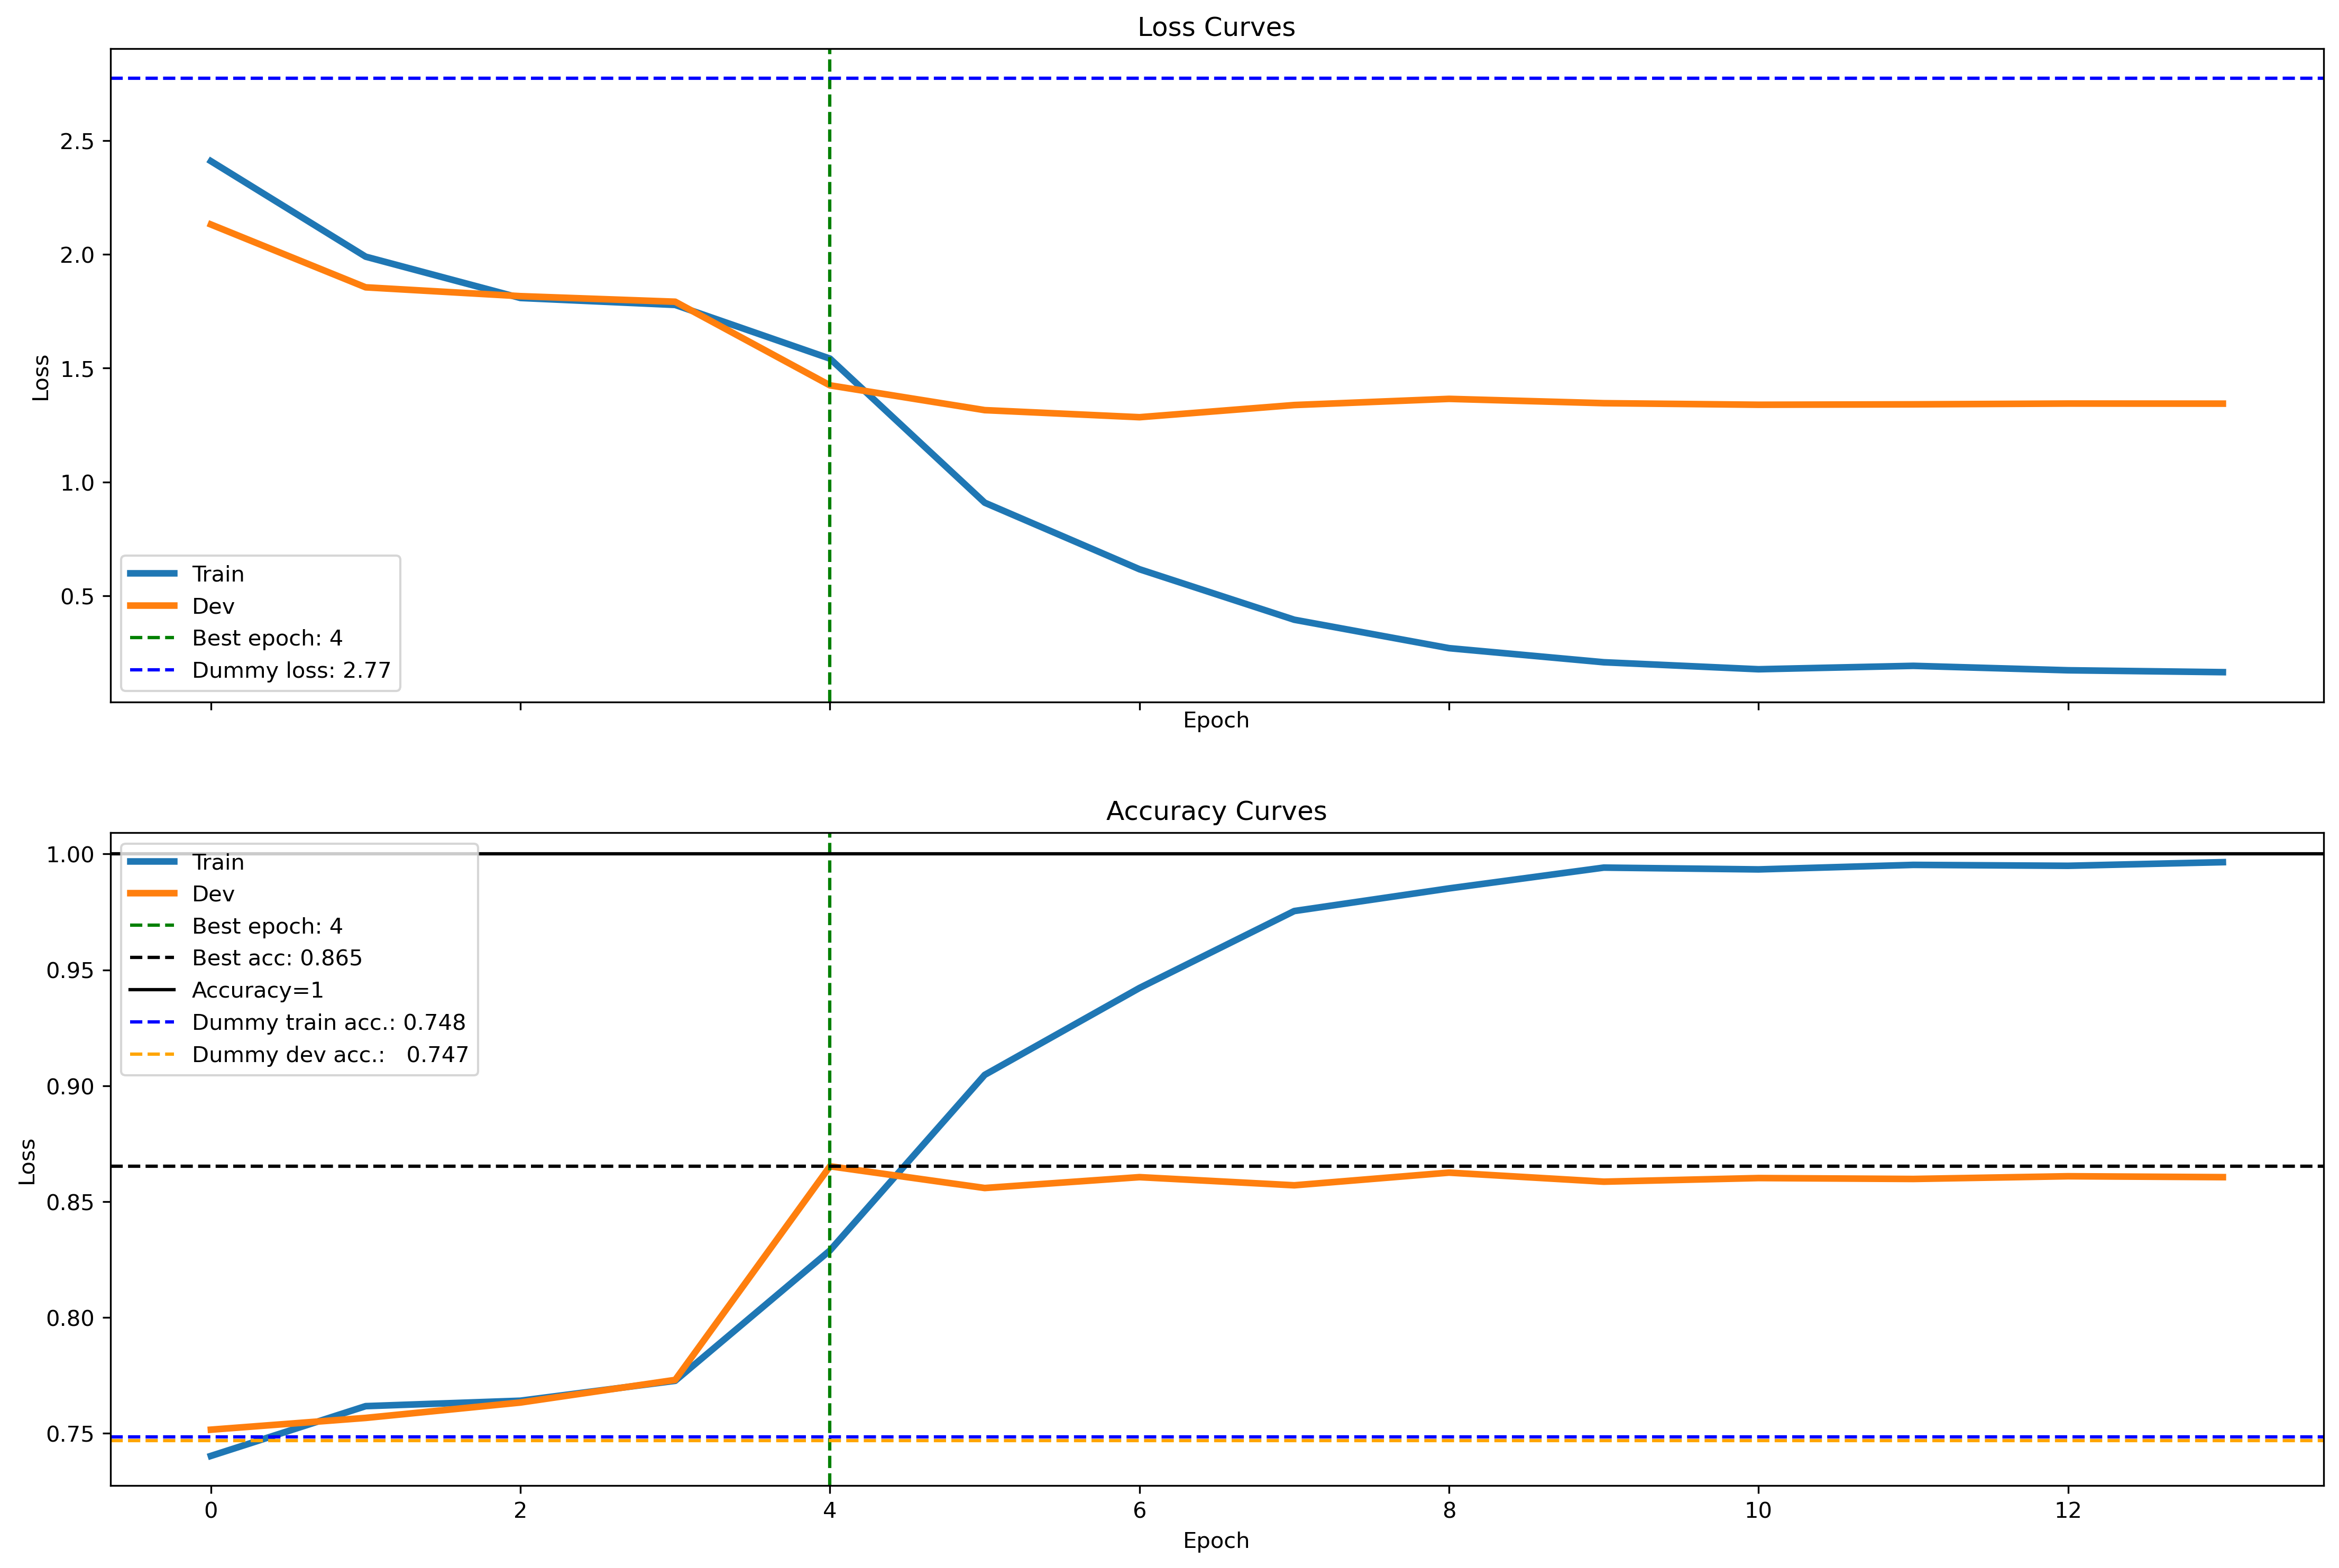 Loss Curves
Loss
2.5
2.0
1.5
1.0
0.5
Train
Dev
Best epoch: 4
Dummy loss: 2.77
Epoch
Accuracy Curves
Loss
1.00
0.95
0.90
0.85
0.80
0.75
Train
Dev
Best epoch: 4
Best acc: 0.865
Accuracy=1
Dummy train acc.: 0.748
Dummy dev acc.: 0.747
0 2 4 6 8 10 12
Epoch